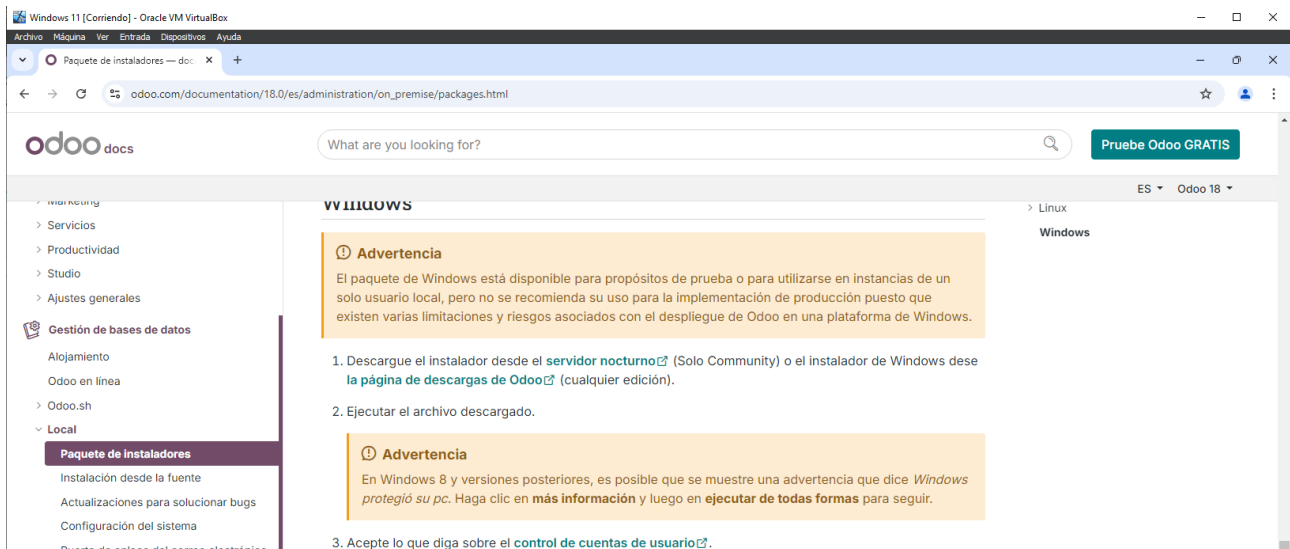 Windows 11 [Corriendo] - Oracle VM VirtualBox
Archivo Máquina Ver Entrada Dispositivos Ayuda
Paquete de instaladores — doc
odoo.com/documentation/18.0/es/administration/on_premise/packages.html
odoo docs
What are you looking for?
Pruebe Odoo GRATIS
ES Odoo 18
Marketing
Servicios
Productividad
Studio
Ajustes generales
Gestión de bases de datos
Alojamiento
Odoo en línea
Odoo.sh
Local
Paquete de instaladores
Instalación desde la fuente
Actualizaciones para solucionar bugs
Configuración del sistema
Windows
Advertencia
El paquete de Windows está disponible para propósitos de prueba o para utilizarse en instancias de un
solo usuario local, pero no se recomienda su uso para la implementación de producción puesto que
existen varias limitaciones y riesgos asociados con el despliegue de Odoo en una plataforma de Windows.
1. Descargue el instalador desde el servidor nocturno (Solo Community) o el instalador de Windows dese
la página de descargas de Odoo (cualquier edición).
2. Ejecutar el archivo descargado.
Advertencia
En Windows 8 y versiones posteriores, es posible que se muestre una advertencia que dice Windows
protegió su pc. Haga clic en más información y luego en ejecutar de todas formas para seguir.
3. Acepte lo que diga sobre el control de cuentas de usuario.
Linux
Windows